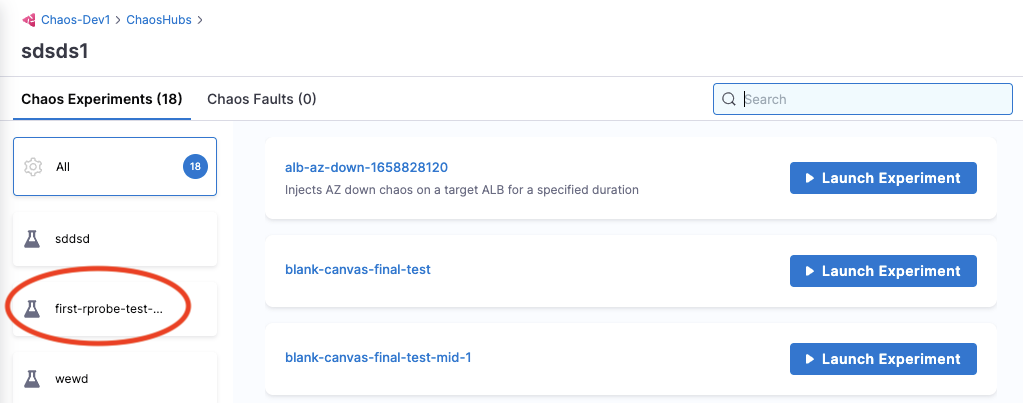 Chaos-Dev1 > ChaosHubs >
sdsds1
Chaos Experiments (18) Chaos Faults (0)
Search
All 18
sddsd
first-rprobe-test-...
wewd
alb-az-down-1658828120
Injects AZ down chaos on a target ALB for a specified duration
Launch Experiment
blank-canvas-final-test
Launch Experiment
blank-canvas-final-test-mid-1
Launch Experiment